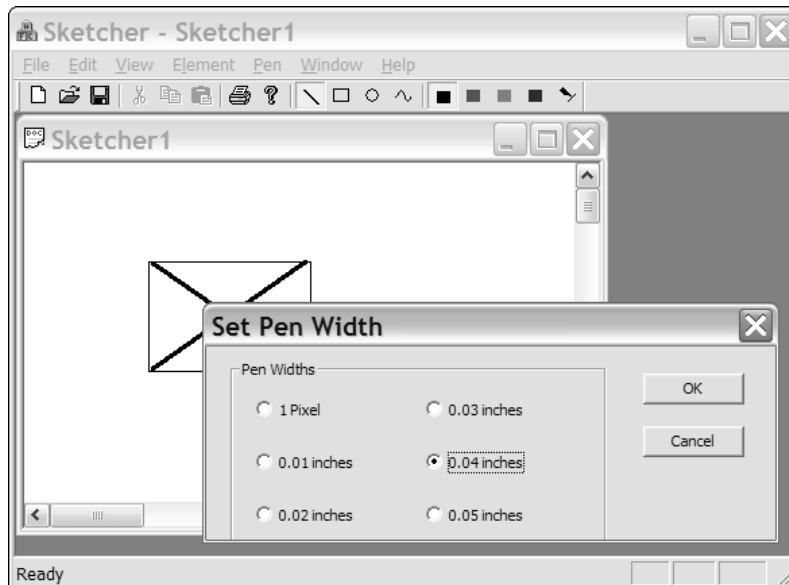 Sketcher - Sketcher1
File Edit View Element Pen Window Help
Sketcher1
Set Pen Width
Pen Widths
1 Pixel
0.03 inches
OK
0.01 inches
0.04 inches
Cancel
0.02 inches
0.05 inches
Ready